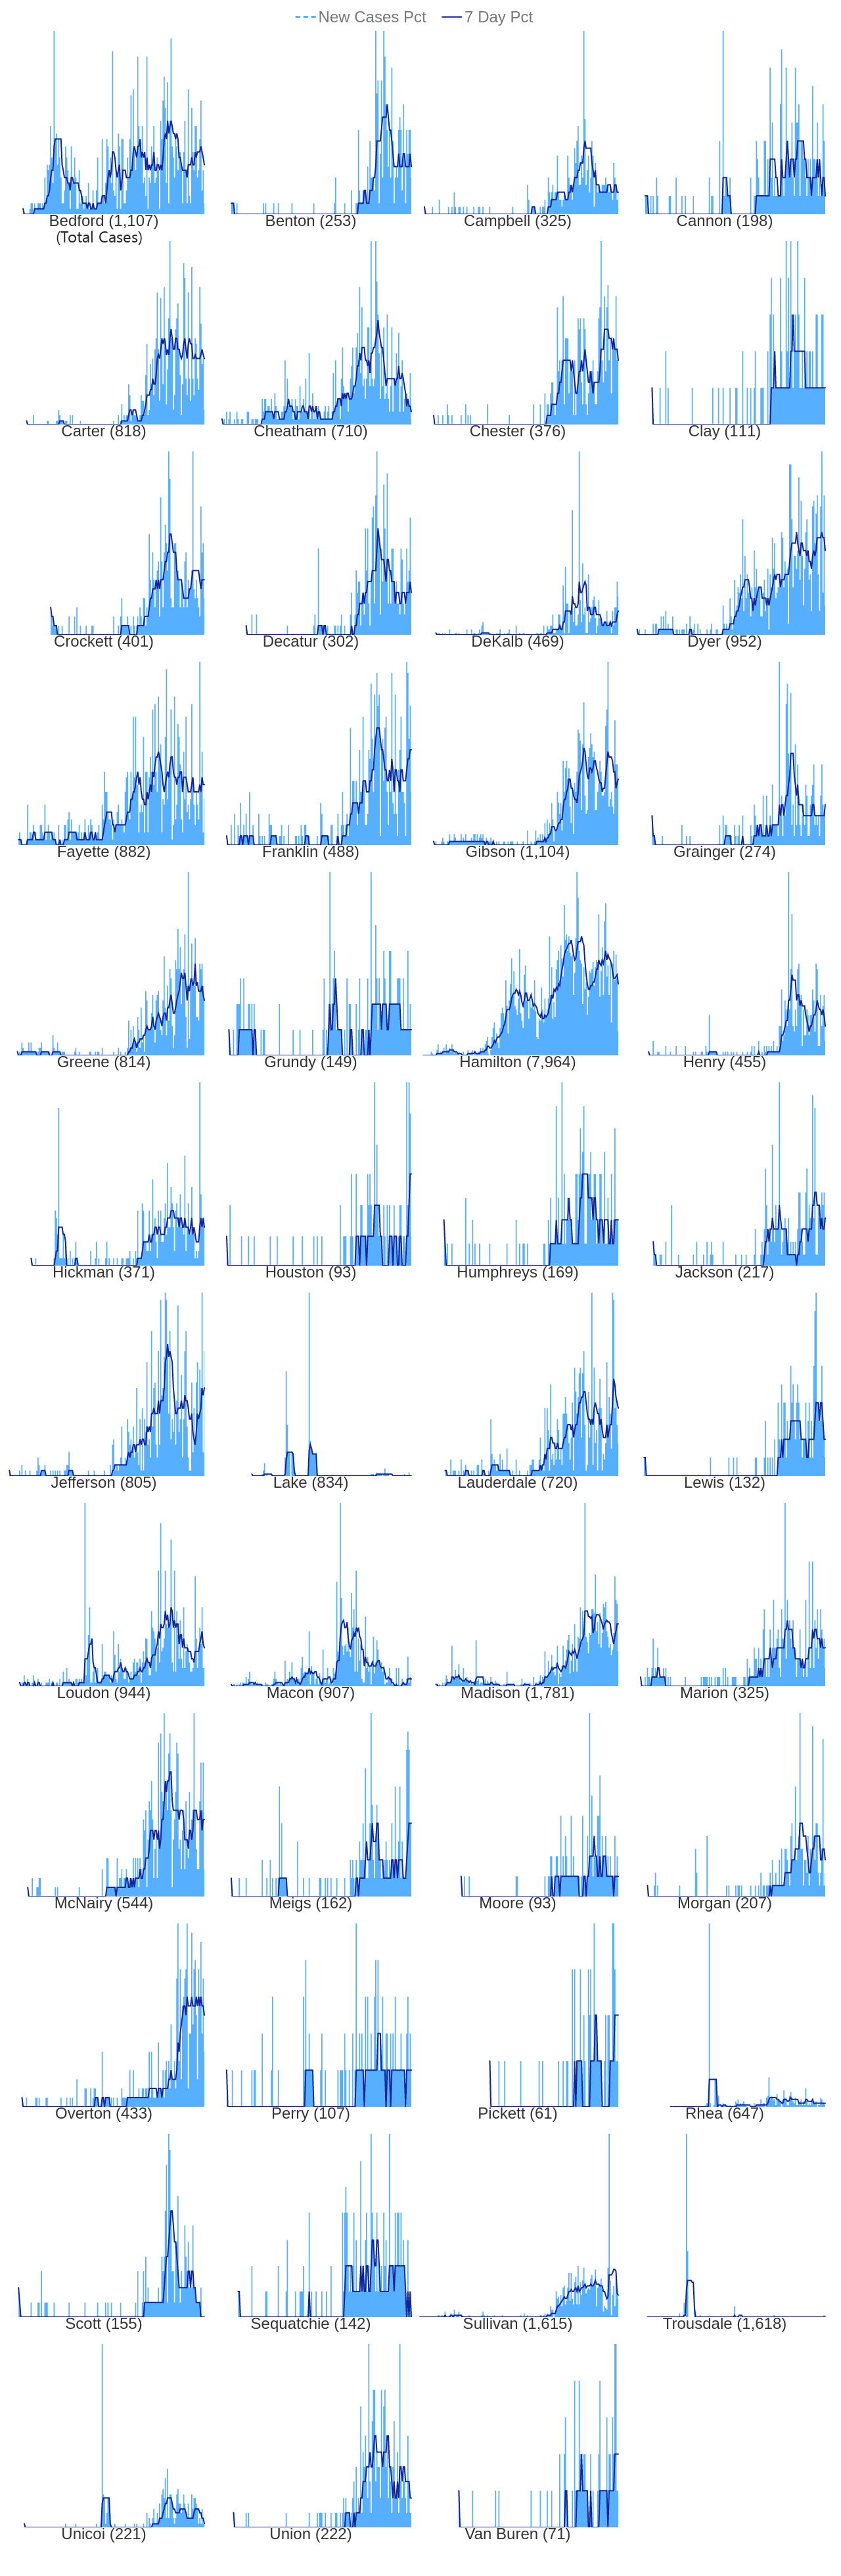 New Cases Pct 7 Day Pct
Bedford (1,107) Benton (253) Campbell (325) Cannon (198)
(Total Cases)
Carter (818) Cheatham (710) Chester (376) Clay (111)
Crockett (401) Decatur (302) DeKalb (469) Dyer (952)
Fayette (882) Franklin (488) Gibson (1,104) Grainger (274)
Greene (814) Grundy (149) Hamilton (7,964) Henry (455)
Hickman (371) Houston (93) Humphreys (169) Jackson (217)
Jefferson (805) Lake (834) Lauderdale (720) Lewis (132)
Loudon (944) Macon (907) Madison (1,781) Marion (325)
McNairy (544) Meigs (162) Moore (93) Morgan (207)
Overton (433) Perry (107) Pickett (61) Rhea (647)
Scott (155) Sequatchie (142) Sullivan (1,615) Trousdale (1,618)
Unicoi (221) Union (222) Van Buren (71)